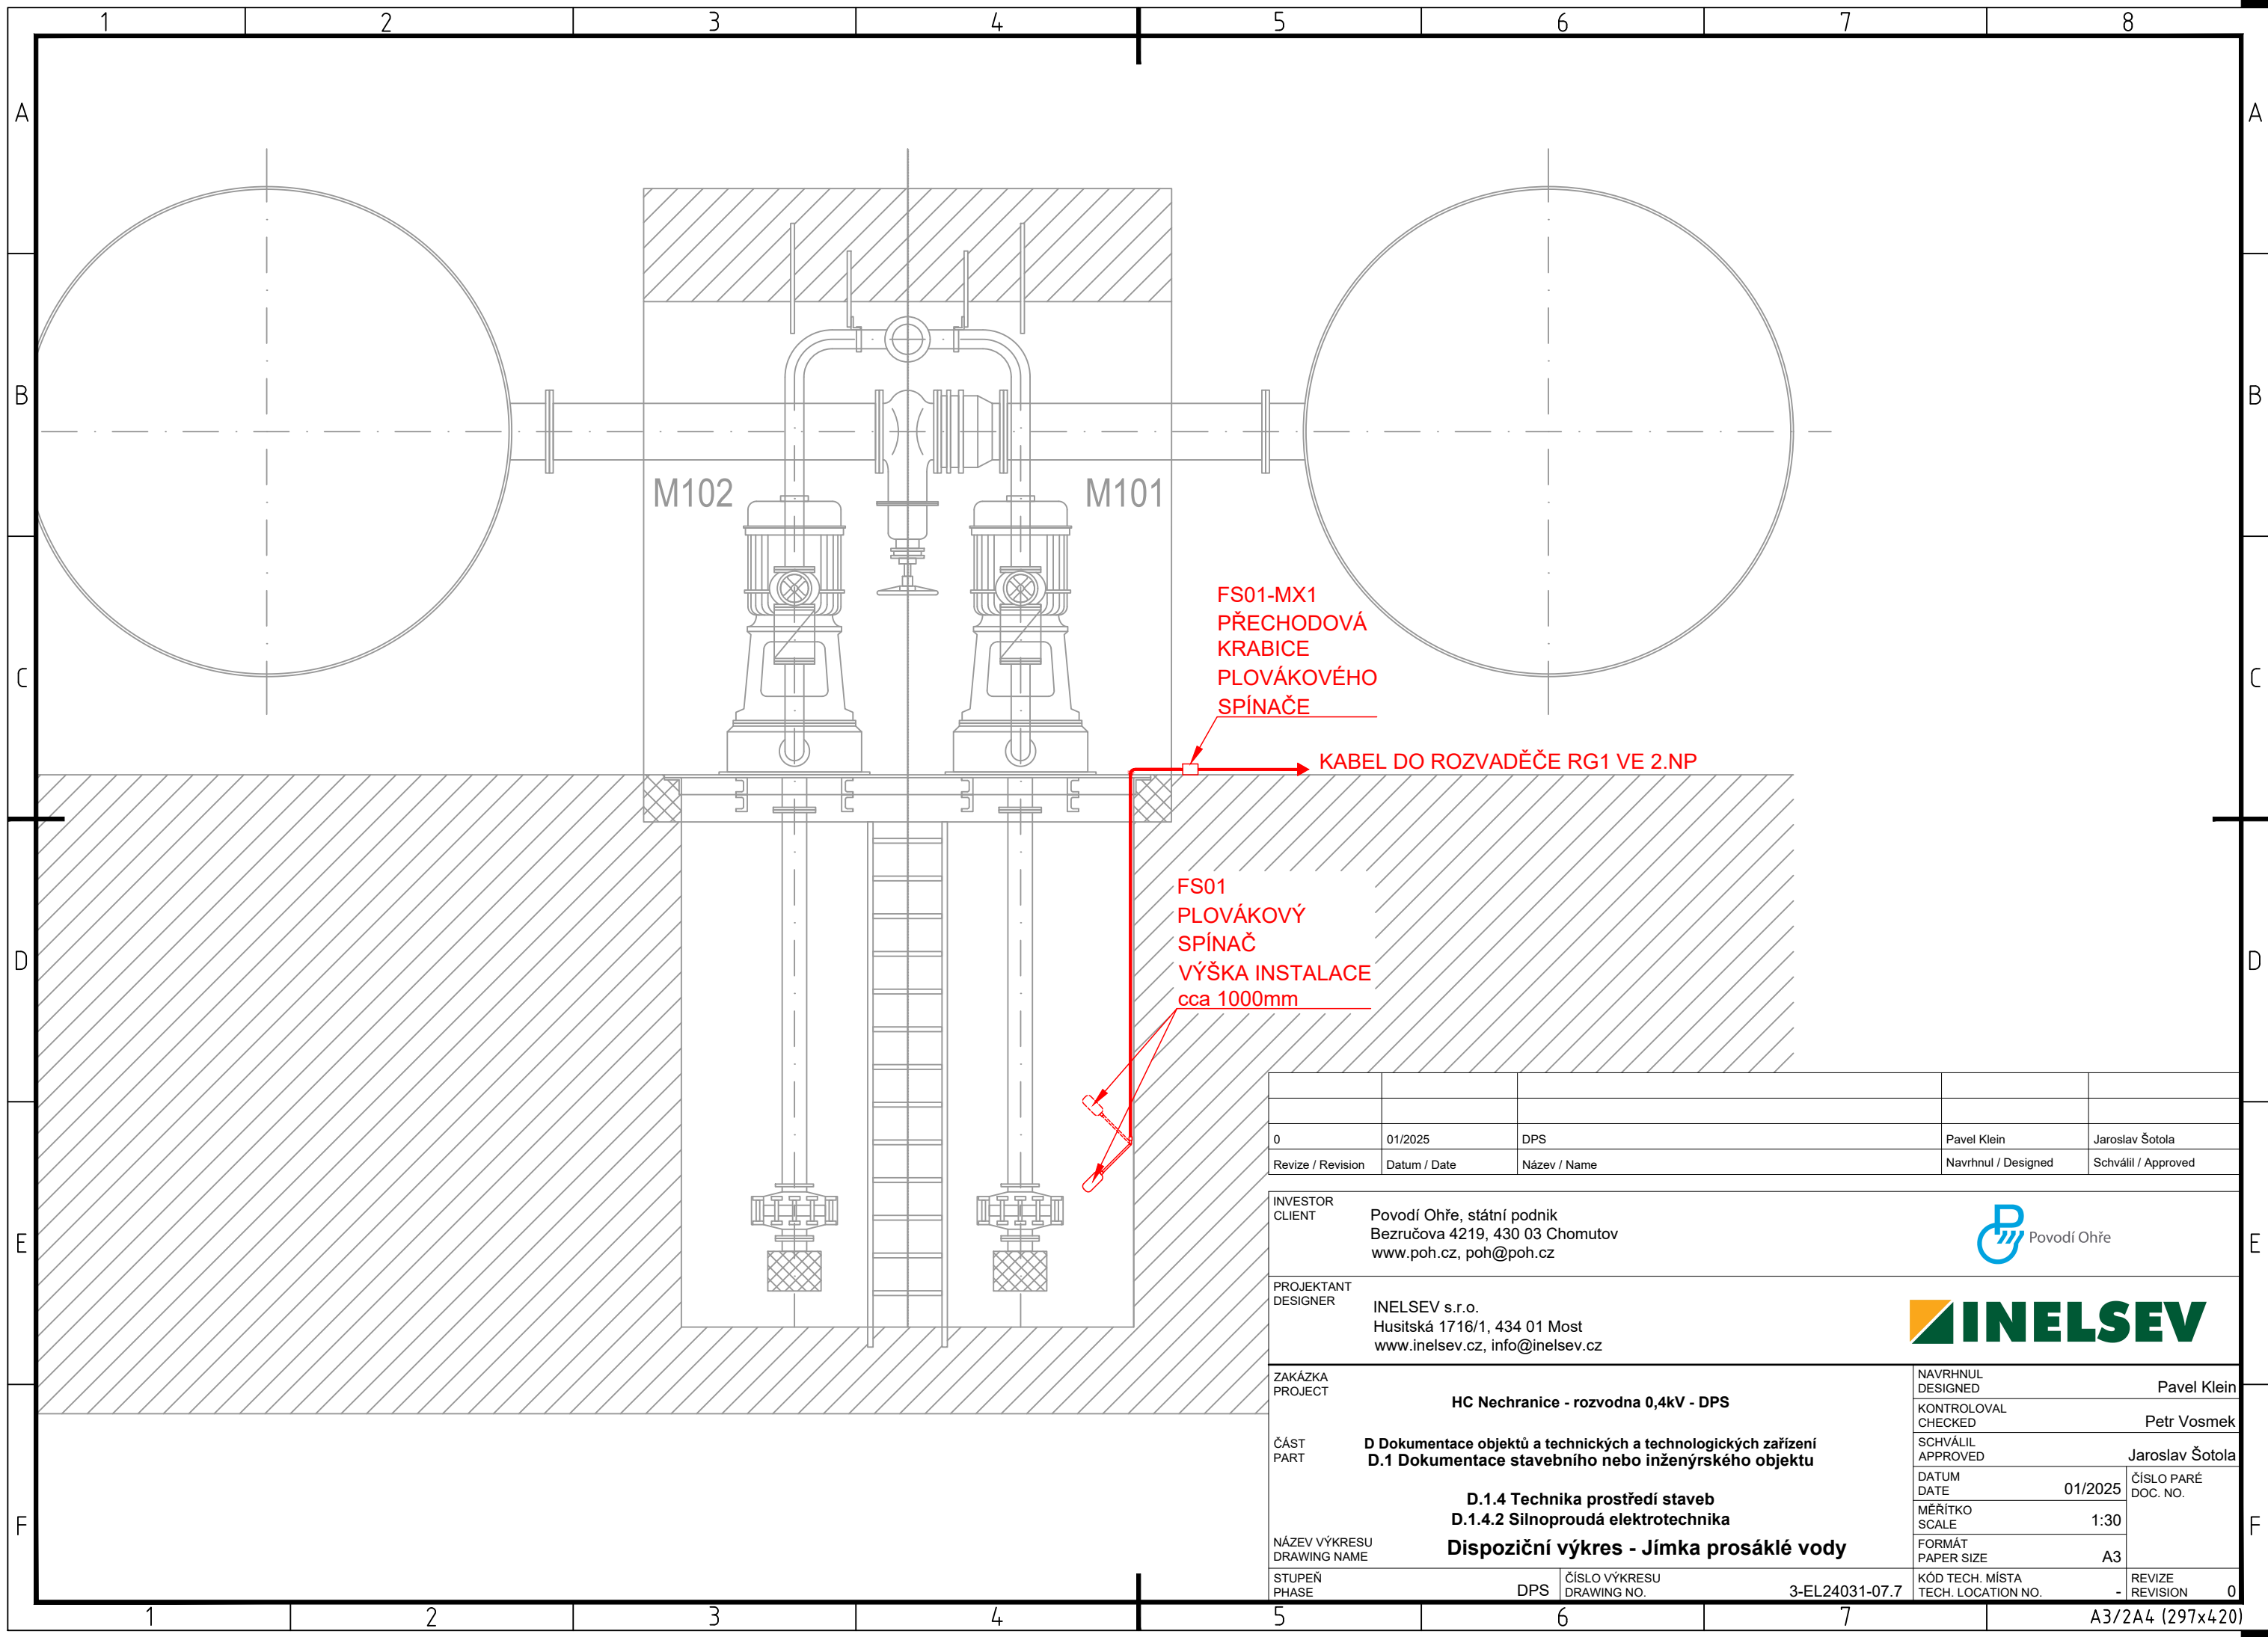 1 2 3 4 5 6 7 8
A A
B B
C C
D D
E E
F F
M102
M101
FS01-MX1
PŘECHODOVÁ
KRABICE
PLOVÁKOVÉHO
SPÍNAČE
KABEL DO ROZVADĚČE RG1 VE 2.NP
FS01
PLOVÁKOVÝ
SPÍNAČ
VÝŠKA INSTALACE
cca 1000mm
0 01/2025 DPS Pavel Klein Jaroslav Šotola
Revize / Revision Datum / Date Název / Name Navrhnul / Designed Schválil / Approved
INVESTOR
CLIENT
Povodí Ohře, státní podnik
Bezručova 4219, 430 03 Chomutov
www.poh.cz, poh@poh.cz
Povodí Ohře
PROJEKTANT
DESIGNER
INELSEV s.r.o.
Husitská 1716/1, 434 01 Most
www.inelsev.cz, info@inelsev.cz
INELSEV
ZAKÁZKA
PROJECT
HC Nechranice - rozvodna 0,4kV - DPS
ČÁST
PART
D Dokumentace objektů a technických a technologických zařízení
D.1 Dokumentace stavebního nebo inženýrského objektu
D.1.4 Technika prostředí staveb
D.1.4.2 Silnoproudá elektrotechnika
NÁZEV VÝKRESU
DRAWING NAME
Dispoziční výkres - Jímka prosáklé vody
STUPEŇ
PHASE
DPS
ČÍSLO VÝKRESU
DRAWING NO.
3-EL24031-07.7
NAVRHNUL
DESIGNED
Pavel Klein
KONTROLOVAL
CHECKED
Petr Vosmek
SCHVÁLIL
APPROVED
Jaroslav Šotola
DATUM
DATE
01/2025
ČÍSLO PARÉ
DOC. NO.
MĚŘÍTKO
SCALE
1:30
FORMÁT
PAPER SIZE
A3
KÓD TECH. MÍSTA
TECH. LOCATION NO.
-
REVIZE
REVISION
0
1 2 3 4 5 6 7
A3/2A4 (297x420)